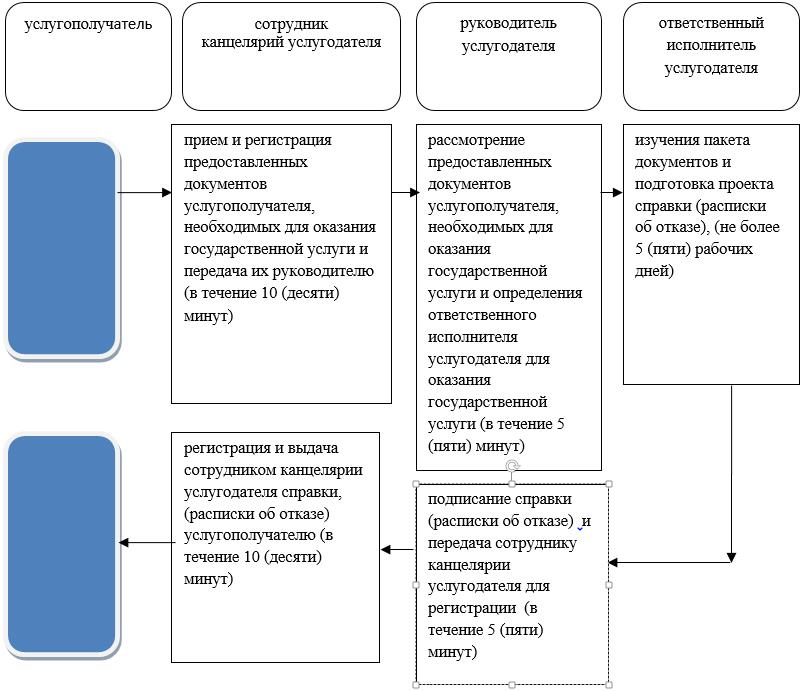 услугополучатель
сотрудник
канцелярий услугодателя
руководитель
услугодателя
ответственный
исполнитель
услугодателя
прием и регистрация
предоставленных
документов
услугополучателя,
необходимых для оказания
государственной услуги и
передача их руководителю
(в течение 10 (десяти)
минут)
рассмотрение
предоставленных
документов
услугополучателя,
необходимых для
оказания
государственной
услуги и определения
ответственного
исполнителя
услугодателя для
оказания
государственной
услуги (в течение 5
(пяти) минут)
изучения пакета
документов и
подготовка проекта
справки (расписки
об отказе), (не более
5 (пяти) рабочих
дней)
регистрация и выдача
сотрудником канцелярии
услугодателя справки,
(расписки об отказе)
услугополучателю (в
течение 10 (десяти)
минут)
подписание справки
(расписки об отказе) и
передача сотруднику
канцелярии
услугодателя для
регистрации (в
течение 5 (пяти)
минут)